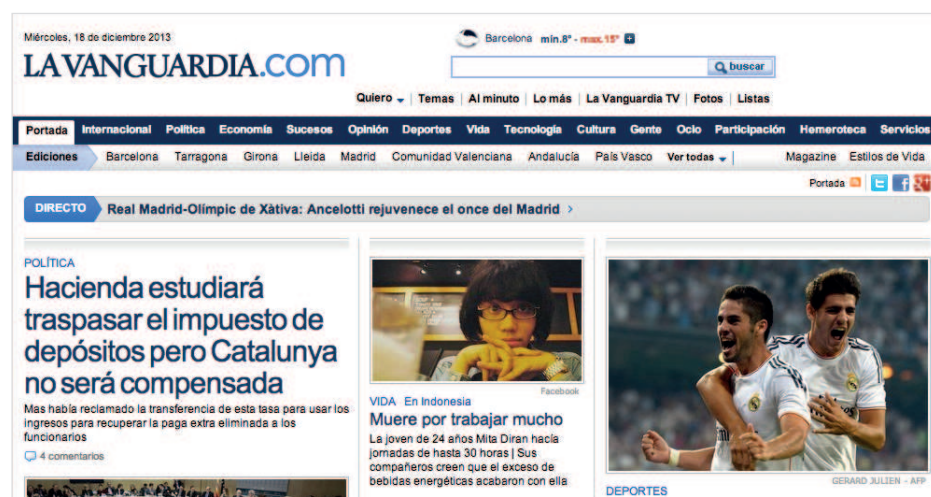 Miércoles, 18 de diciembre 2013
Barcelona min.8° - max.15°
LAVANGUARDIA.COM
buscar
Quiero | Temas | Al minuto | Lo más | La Vanguardia TV | Fotos | Listas
Portada Internacional Política Economía Sucesos Opinión Deportes Vida Tecnología Cultura Gente Ocio Participación Hemeroteca Servicios
Ediciones Barcelona Tarragona Girona Lleida Madrid Comunidad Valenciana Andalucía País Vasco Ver todas | Magazine Estilos de Vida
Portada
DIRECTO Real Madrid-Olímpic de Xàtiva: Ancelotti rejuvenece el once del Madrid ›
POLÍTICA
Hacienda estudiará
traspasar el impuesto de
depósitos pero Catalunya
no será compensada
Mas había reclamado la transferencia de esta tasa para usar los
ingresos para recuperar la paga extra eliminada a los
funcionarios
4 comentarios
Facebook
VIDA En Indonesia
Muere por trabajar mucho
La joven de 24 años Mita Diran hacía
jornadas de hasta 30 horas | Sus
compañeros creen que el exceso de
bebidas energéticas acabaron con ella
GERARD JULIEN - AFP
DEPORTES